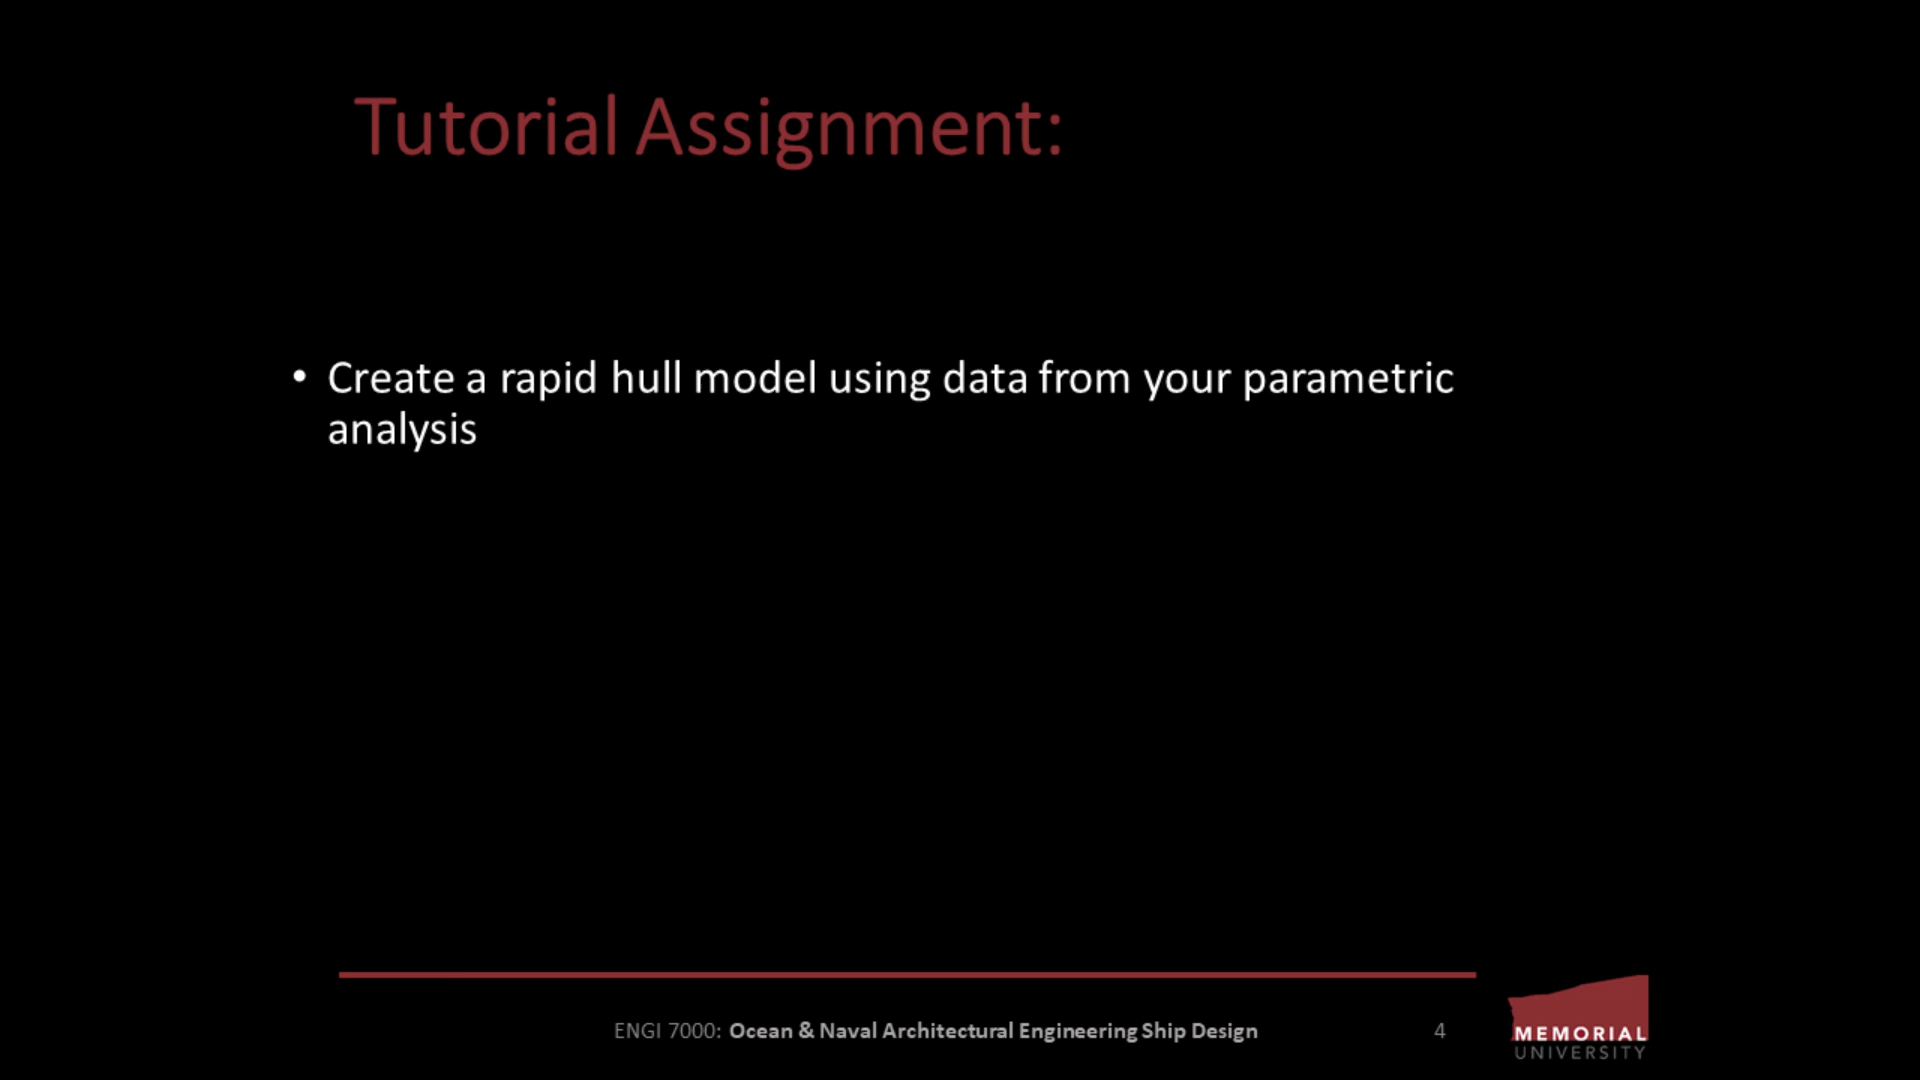 Tutorial Assignment:
• Create a rapid hull model using data from your parametric
analysis
ENGI 7000: Ocean & Naval Architectural Engineering Ship Design
4
MEMORIAL
UNIVERSITY